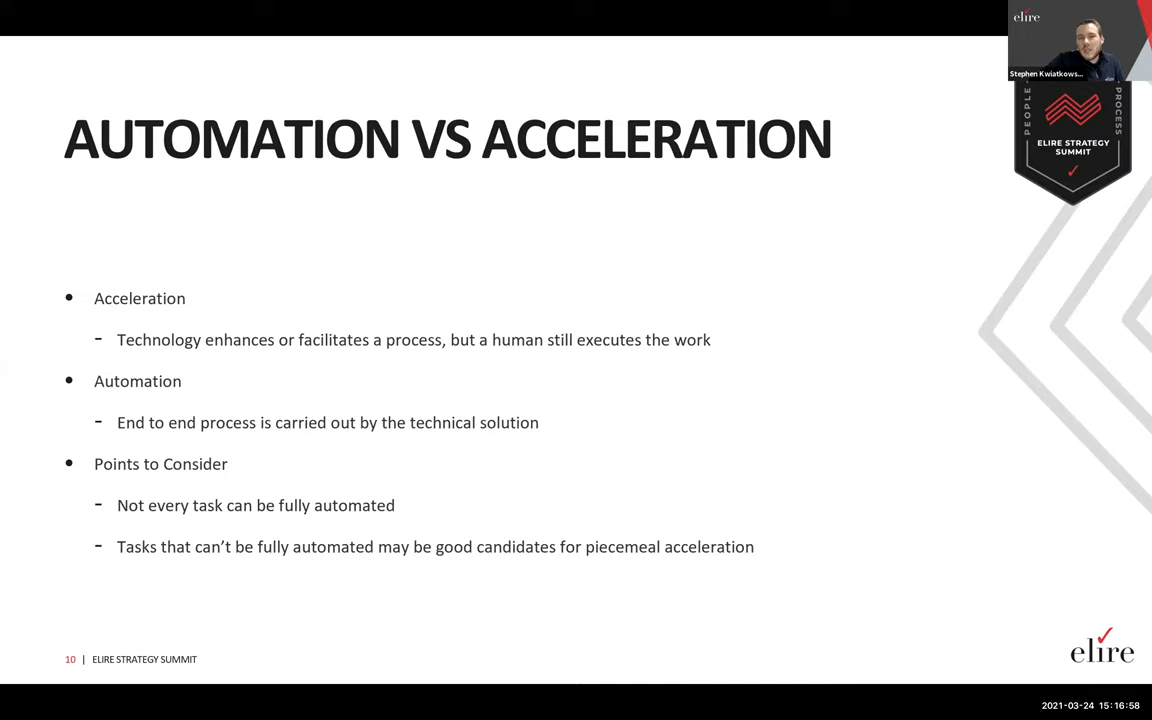 elire
Stephen Kwiatkows...
PEOPLE
PROCESS
ELIRE STRATEGY
SUMMIT
AUTOMATION VS ACCELERATION
• Acceleration
- Technology enhances or facilitates a process, but a human still executes the work
• Automation
- End to end process is carried out by the technical solution
• Points to Consider
- Not every task can be fully automated
- Tasks that can’t be fully automated may be good candidates for piecemeal acceleration
10 | ELIRE STRATEGY SUMMIT
elire
2021-03-24 15:16:58